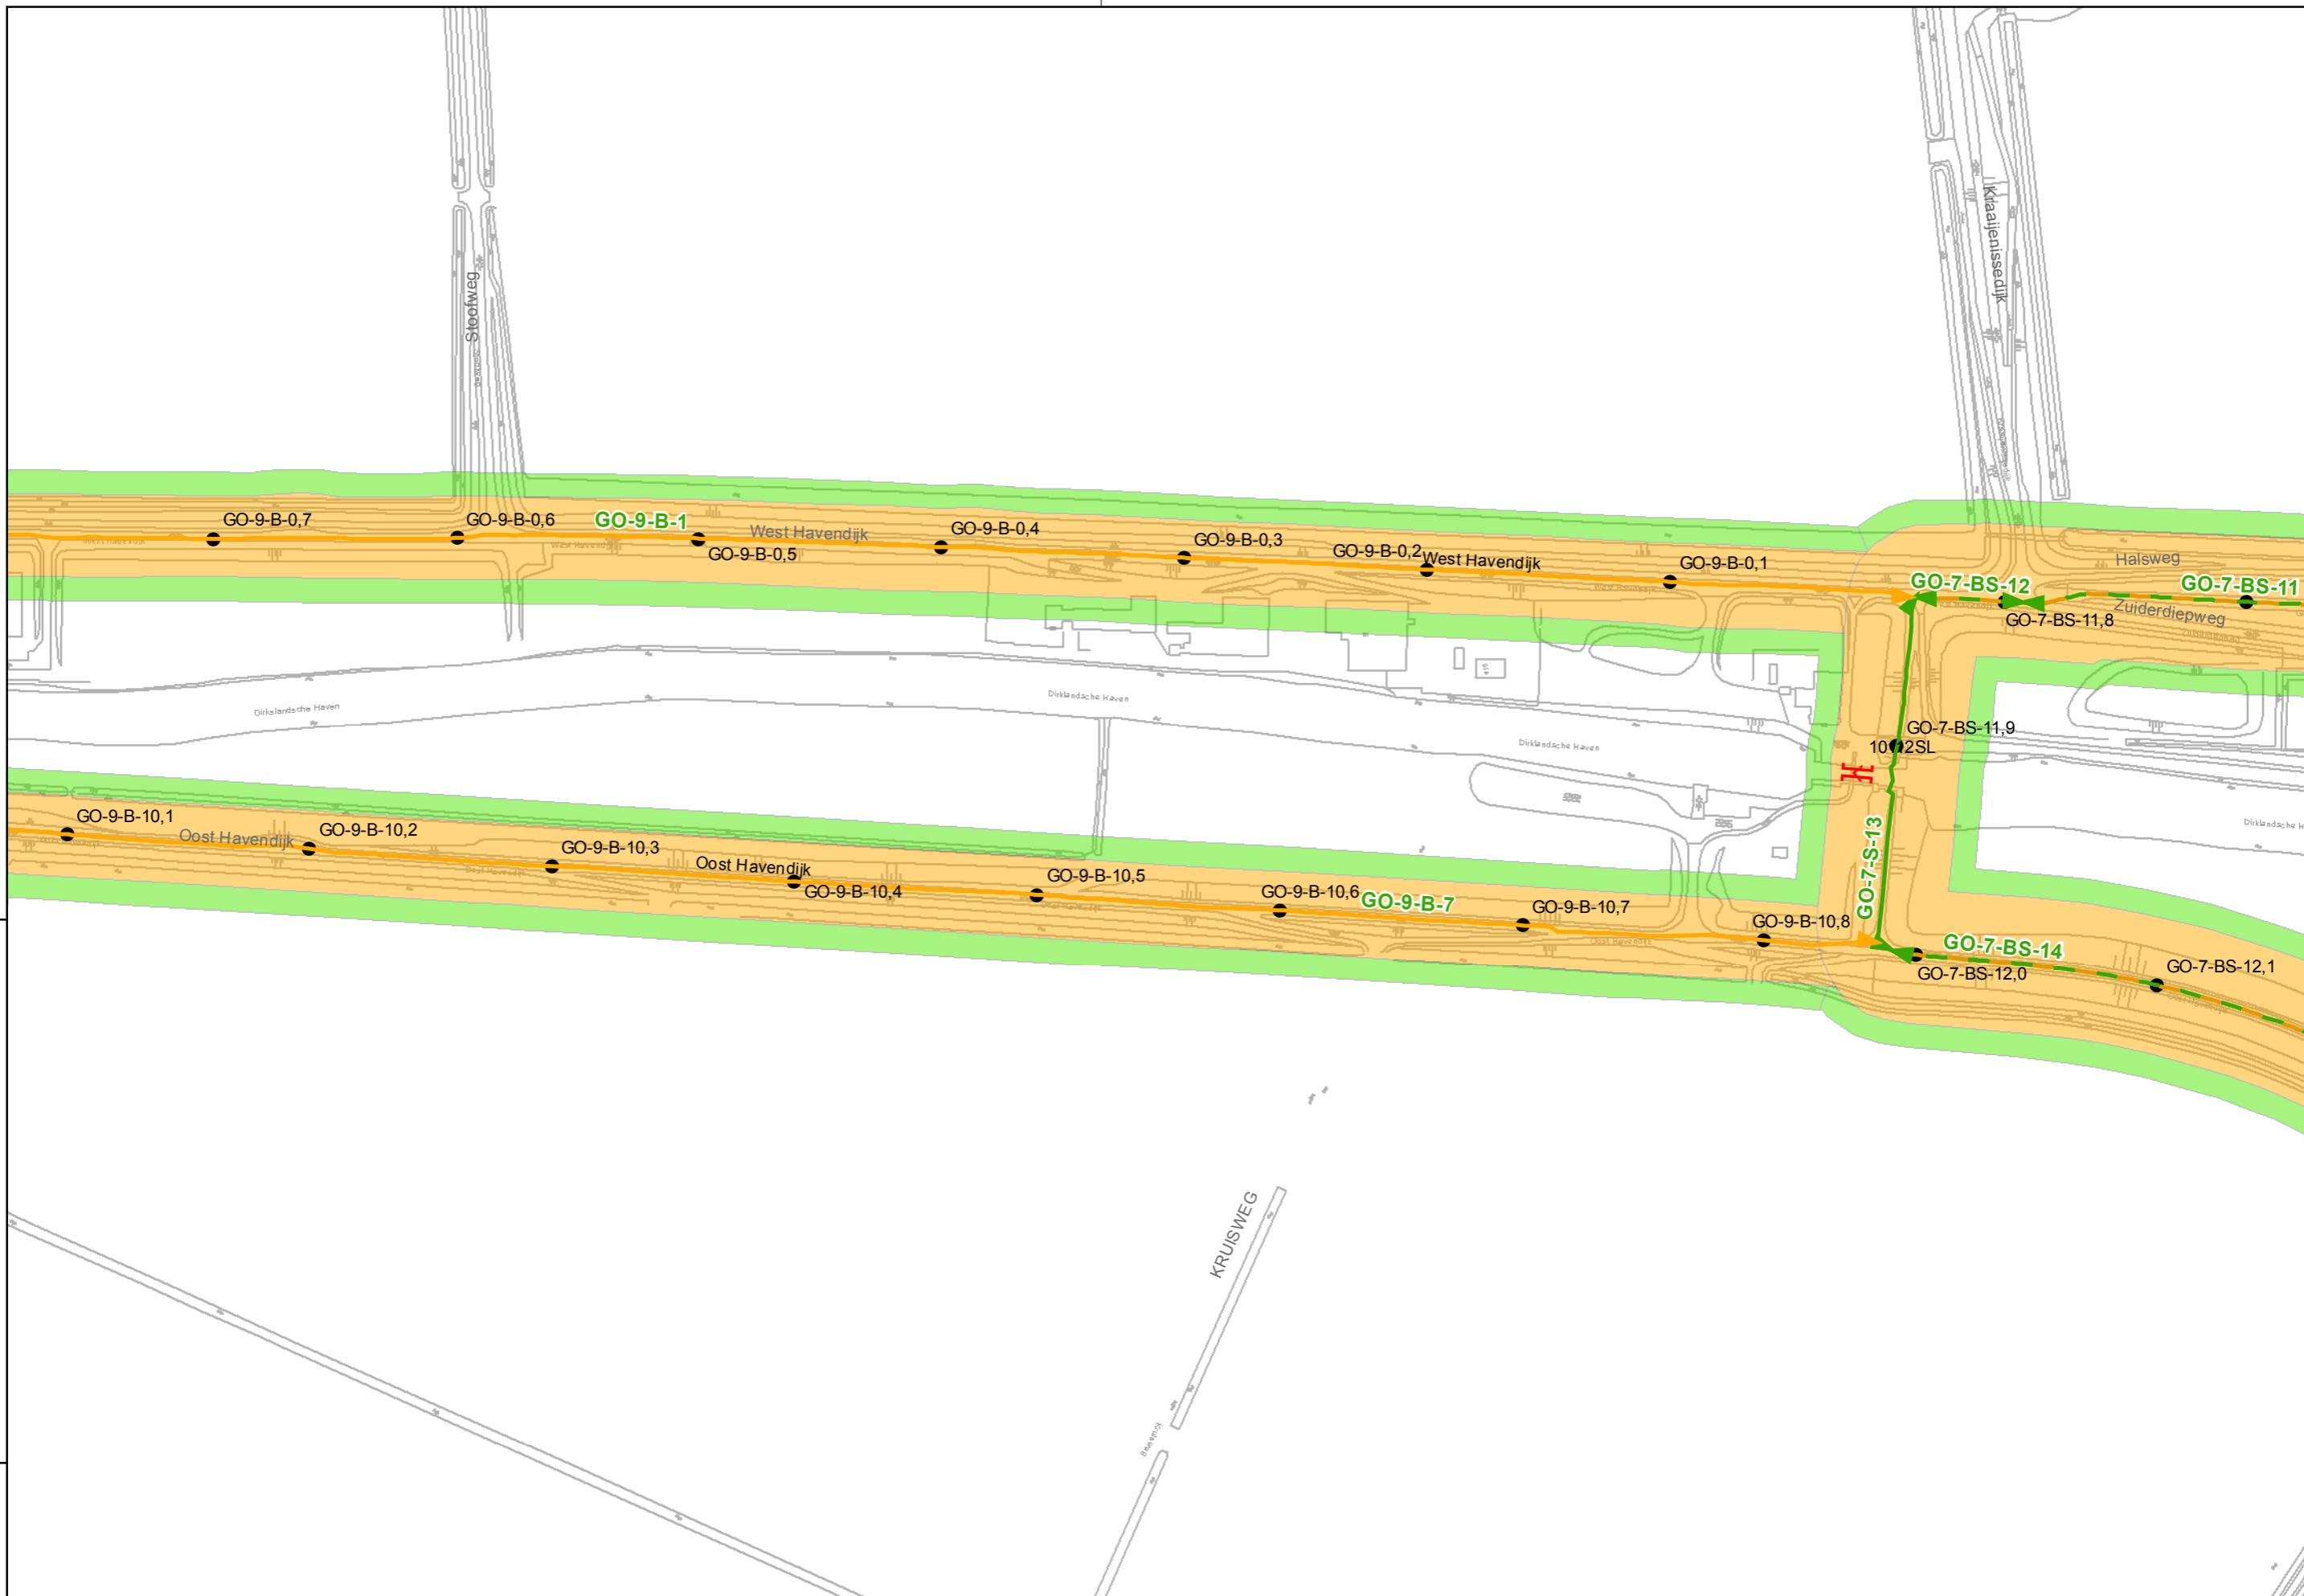 Stoofweg
Kraaijenissedijk
GO-9-B-0,7
GO-9-B-0,6
GO-9-B-1
West Havendijk
GO-9-B-0,5
GO-9-B-0,4
GO-9-B-0,3
GO-9-B-0,2
West Havendijk
GO-9-B-0,1
Halsweg
GO-7-BS-12
GO-7-BS-11
Zuiderdiepweg
GO-7-BS-11,8
Dirkslandsche Haven
Dirklandsche Haven
Dirklandsche Haven
GO-7-BS-11,9
GO-7-S-13
GO-9-B-10,1
Oost Havendijk
GO-9-B-10,2
GO-9-B-10,3
Oost Havendijk
GO-9-B-10,4
GO-9-B-10,5
GO-9-B-10,6
GO-9-B-7
GO-9-B-10,7
GO-9-B-10,8
GO-7-BS-14
GO-7-BS-12,0
GO-7-BS-12,1
KRUISWEG